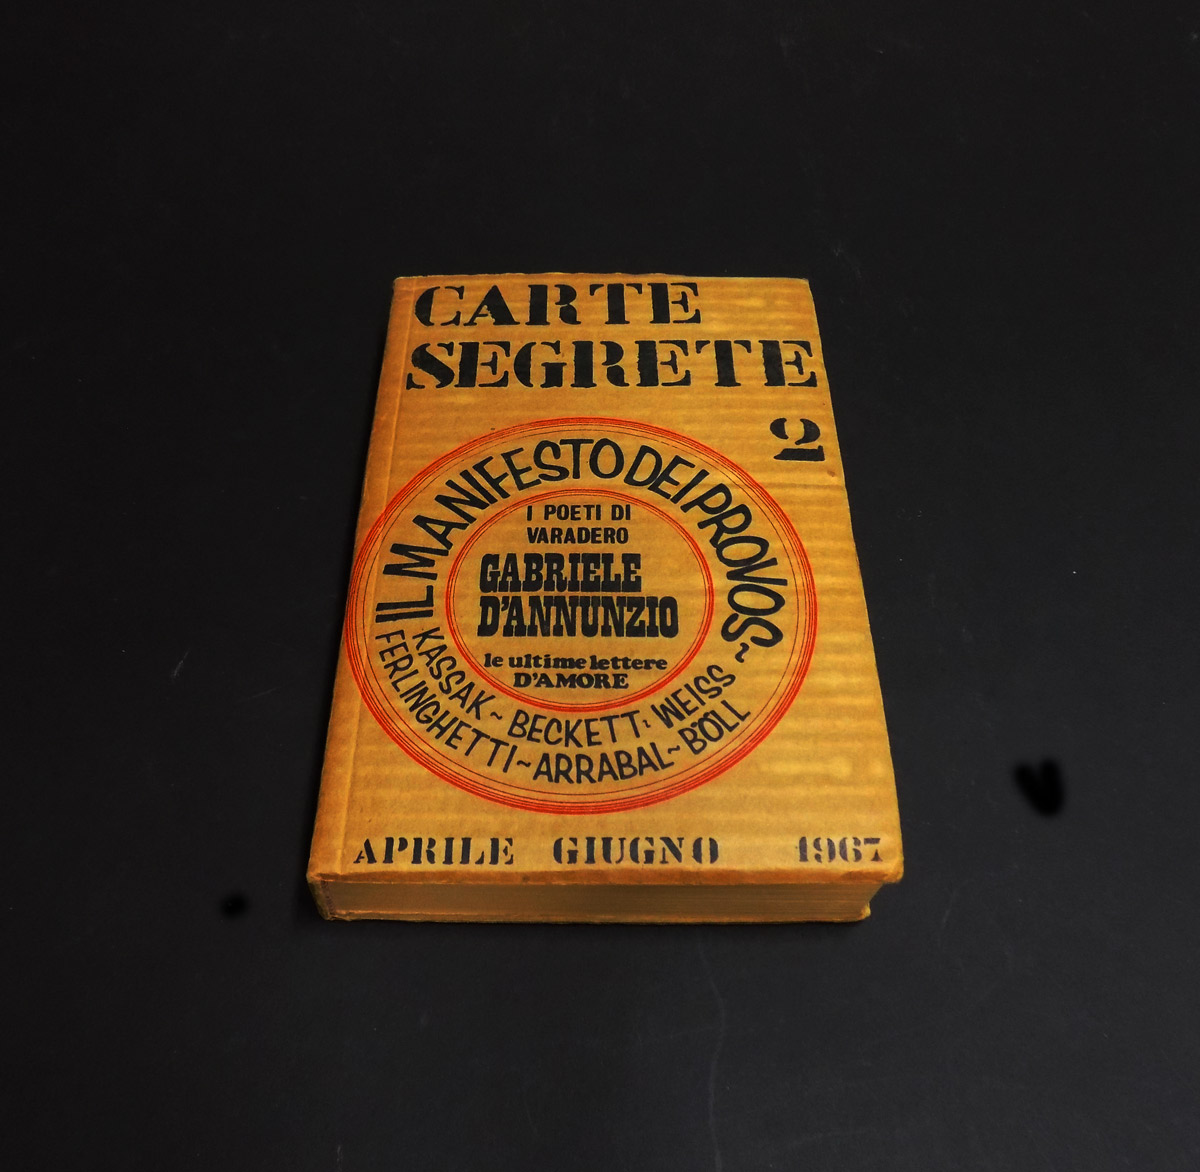 CARTE
SEGRETE
2
IL MANIFESTO DEI PROVOS~
I POETI DI
VARADERO
GABRIELE
D'ANNUNZIO
le ultime lettere
D'AMORE
KASSAK ~ BECKETT: WEISS
FERLINGHETTI ~ ARRABAL ~ BÖLL
APRILE GIUGNO 1967